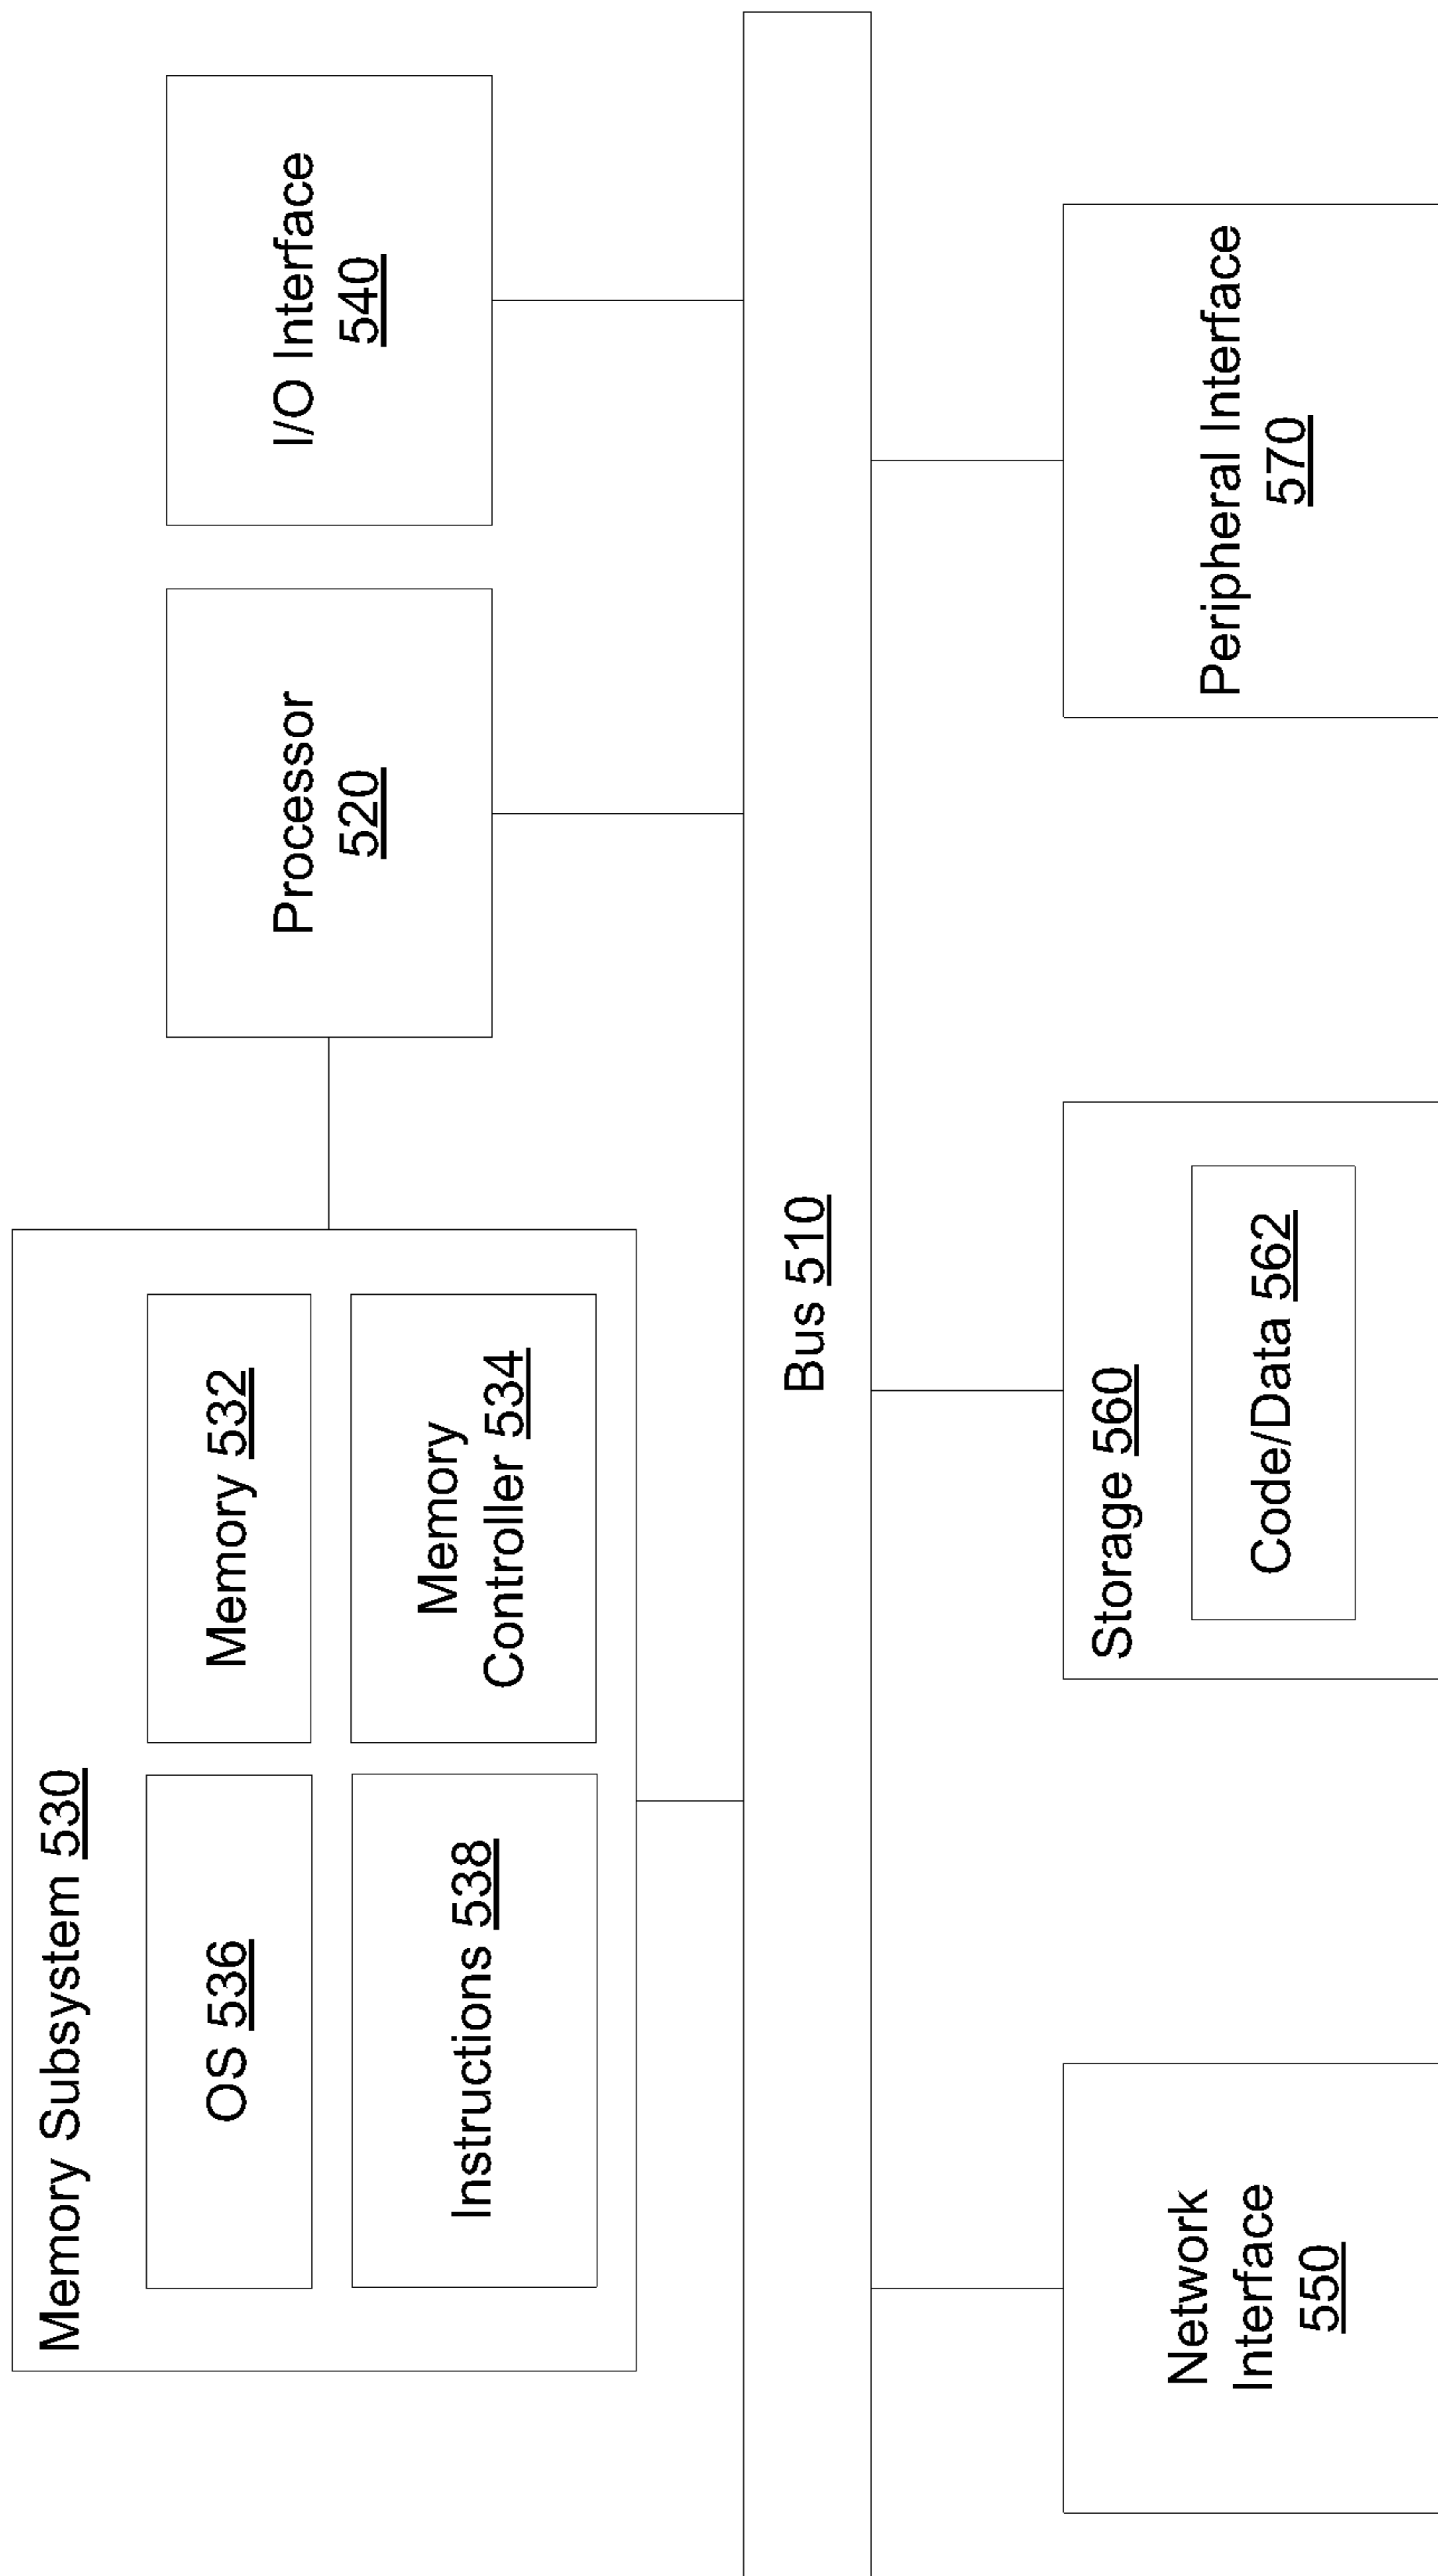 Memory Subsystem 530
OS 536
Memory 532
Instructions 538
Memory
Controller 534
Processor
520
I/O Interface
540
Bus 510
Network
Interface
550
Storage 560
Code/Data 562
Peripheral Interface
570